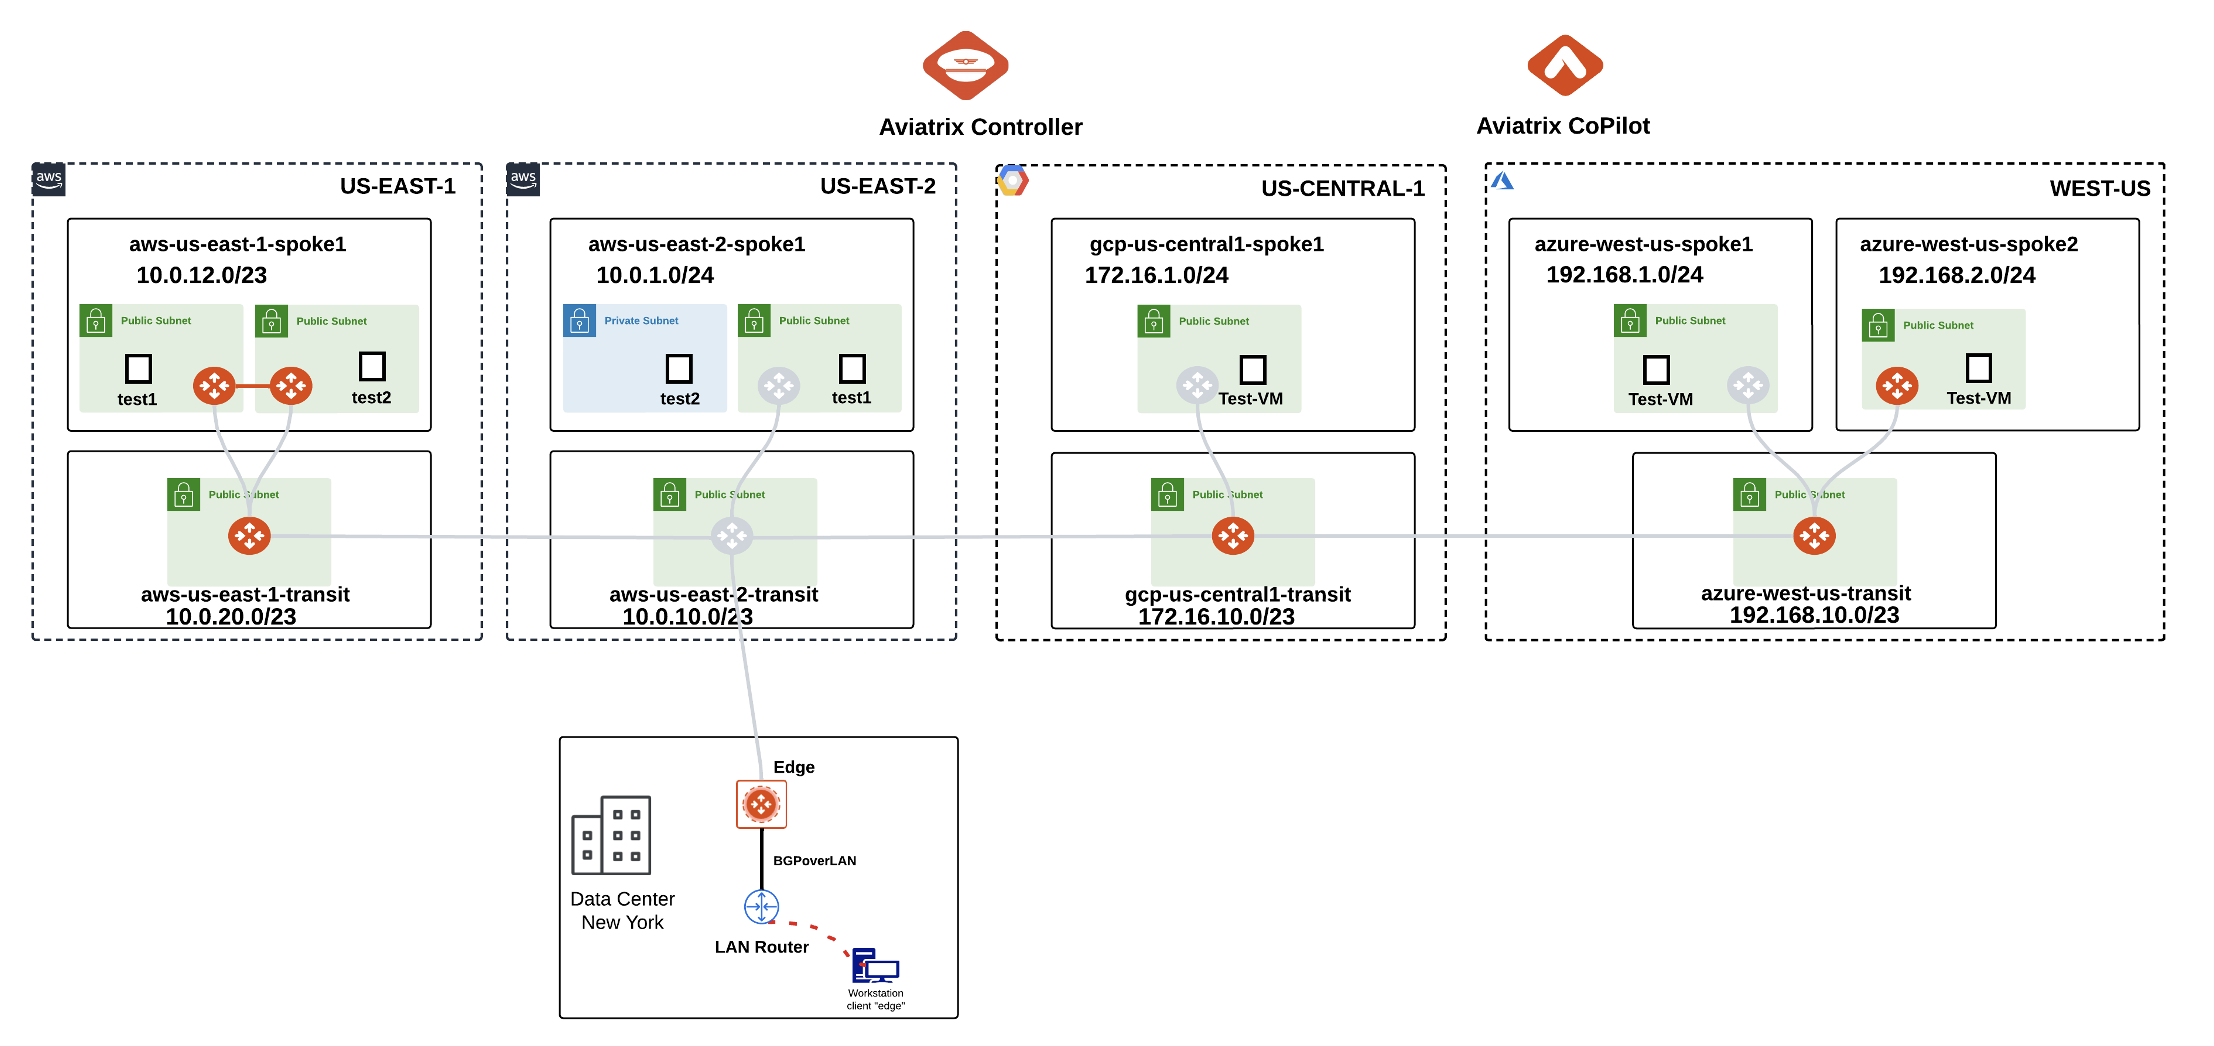 Aviatrix Controller
Aviatrix CoPilot
aws
US-EAST-1
aws-us-east-1-spoke1
10.0.12.0/23
Public Subnet
Public Subnet
test1
test2
Public Subnet
aws-us-east-1-transit
10.0.20.0/23
aws
US-EAST-2
aws-us-east-2-spoke1
10.0.1.0/24
Private Subnet
Public Subnet
test2
test1
Public Subnet
aws-us-east-2-transit
10.0.10.0/23
US-CENTRAL-1
gcp-us-central1-spoke1
172.16.1.0/24
Public Subnet
Test-VM
Public Subnet
gcp-us-central1-transit
172.16.10.0/23
WEST-US
azure-west-us-spoke1
192.168.1.0/24
Public Subnet
Test-VM
azure-west-us-spoke2
192.168.2.0/24
Public Subnet
Test-VM
Public Subnet
azure-west-us-transit
192.168.10.0/23
Edge
BGPoverLAN
Data Center
New York
LAN Router
Workstation
client "edge"